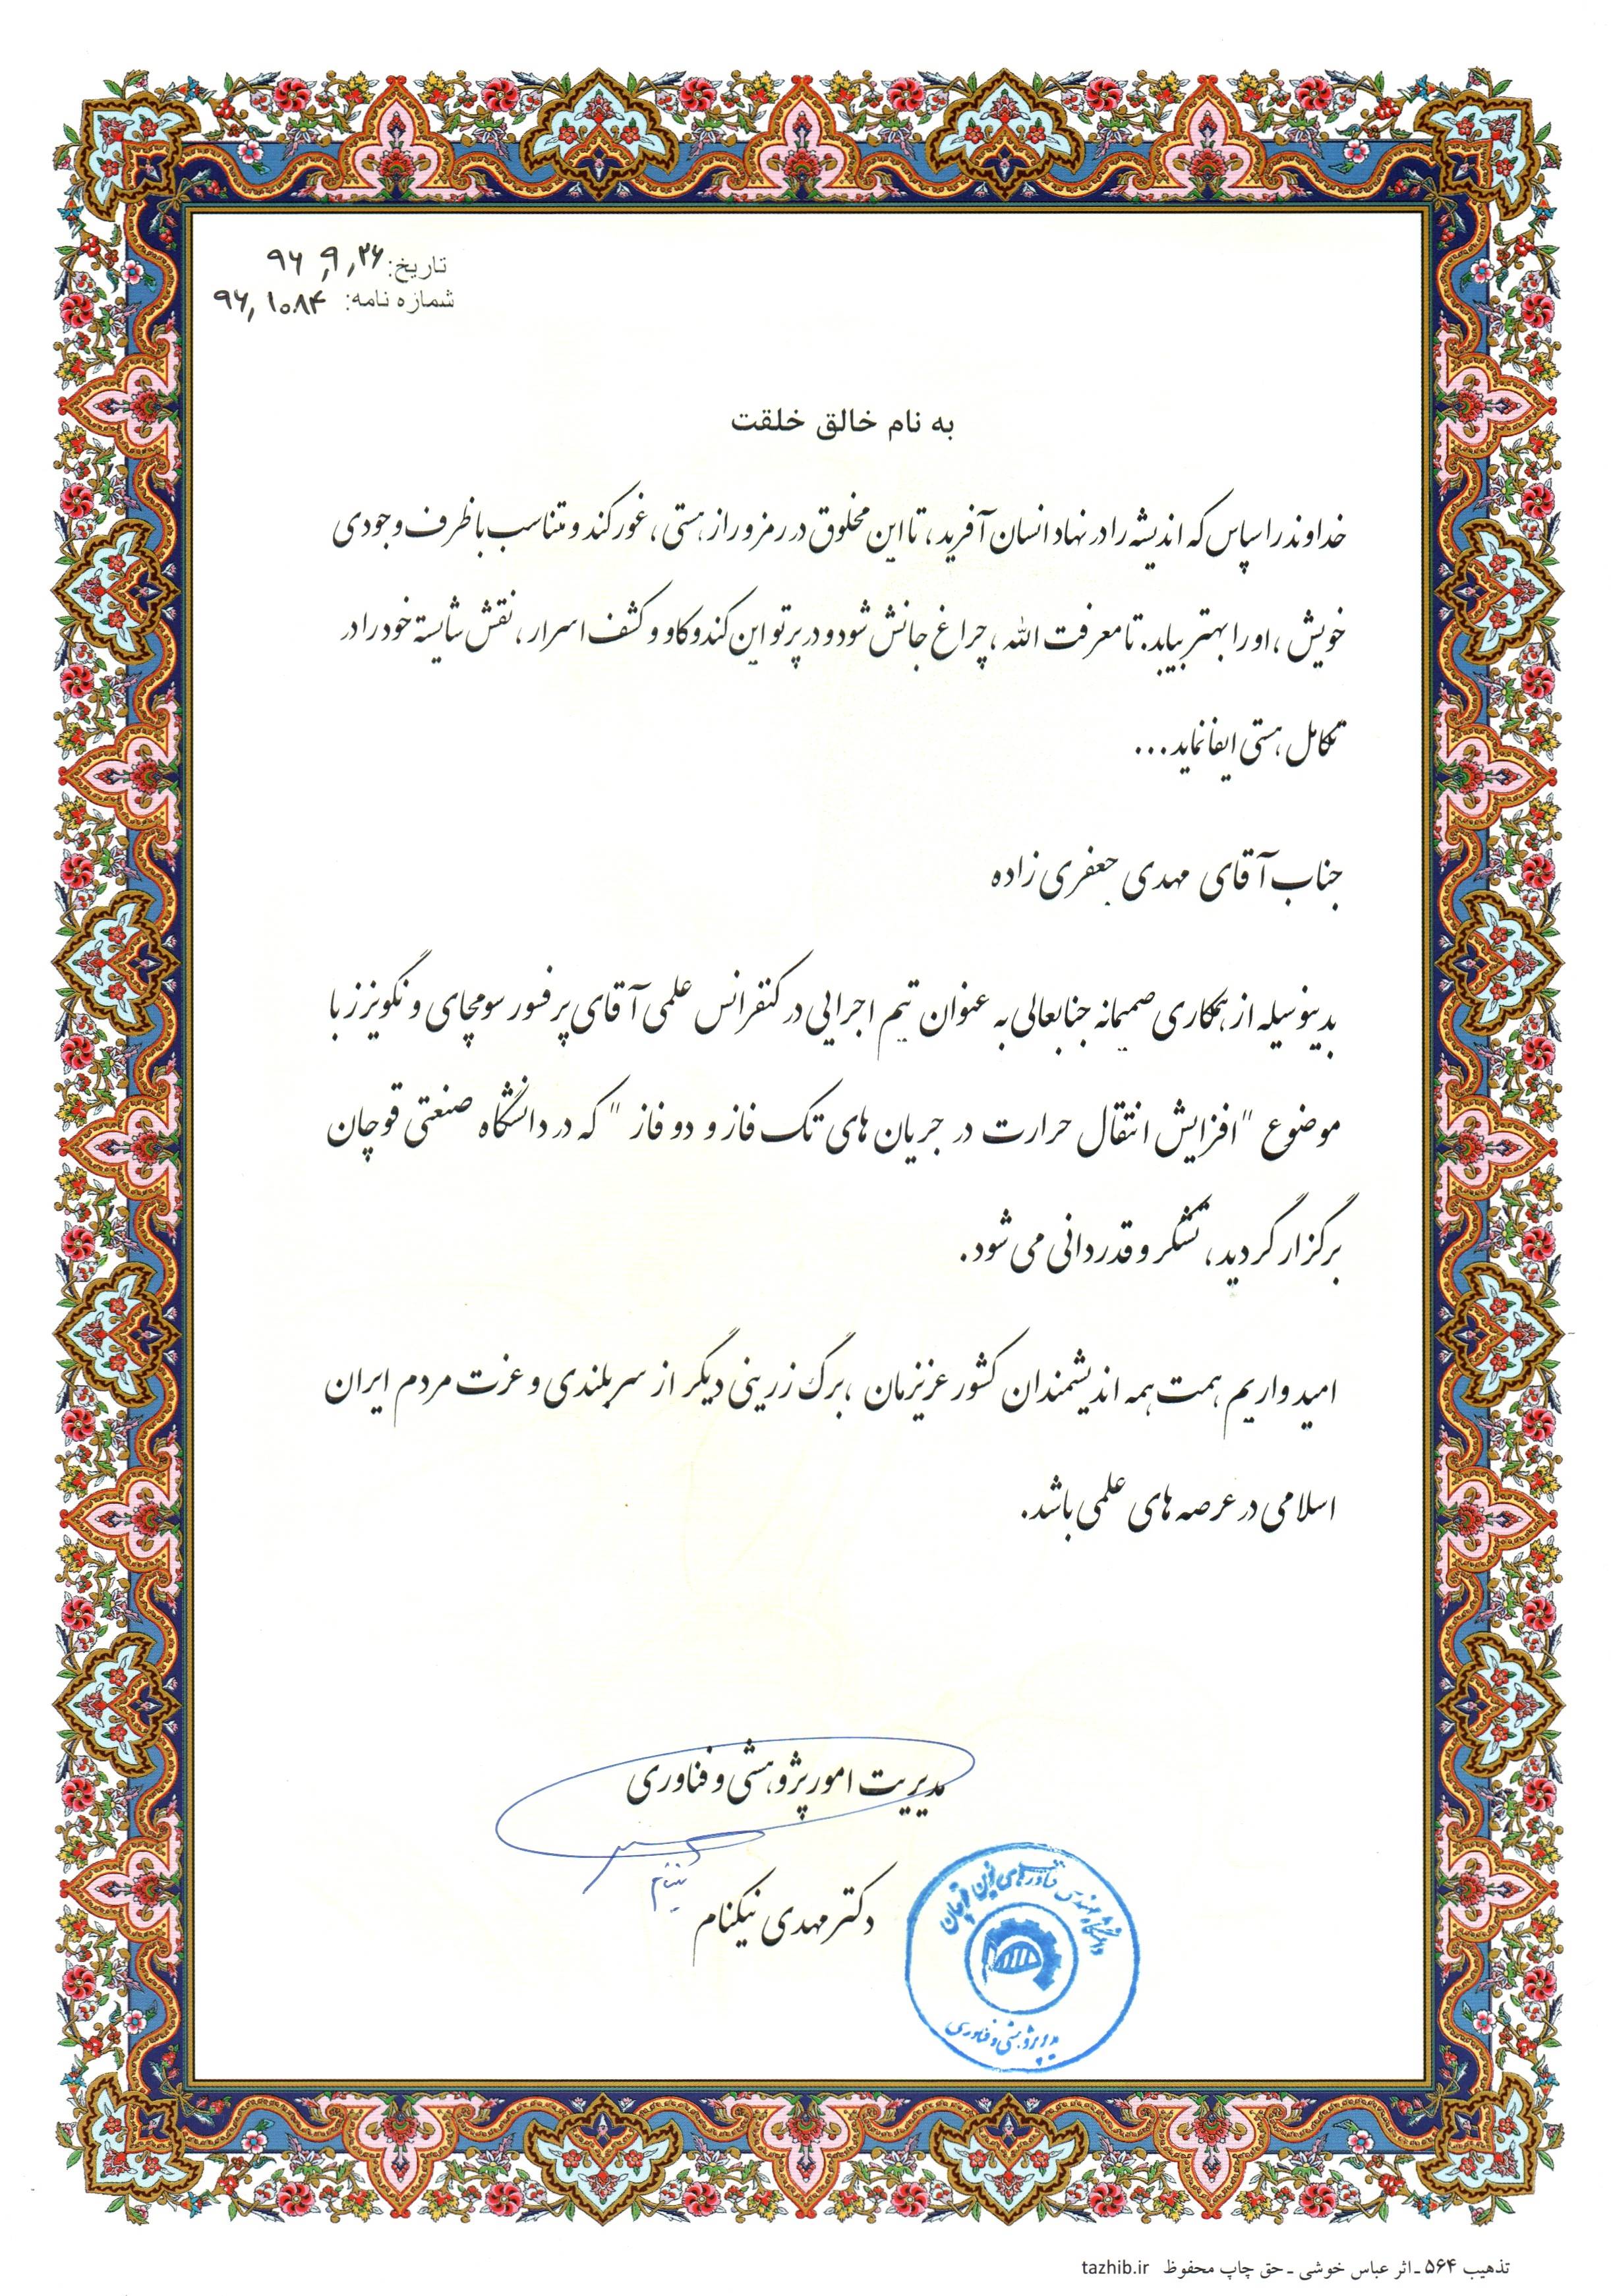 تاریخ: ۹۶٫۹٫۲۶
شماره نامه: ۹۶٫۱۰۸۴
به نام خالق خلقت
خداوند را سپاس که اندیشه را در نهاد انسان آفرید، تا این مخلوق در رمز و راز هستی، غور کند و متناسب با ظرف وجودی
خویش، او را بهتر بیابد. تا معرفت الله، چراغ جانش شود و در پرتو این کندوکاو و کشف اسرار، نقش شایسته خود را در
تکامل هستی ایفا نماید...
جناب آقای مهدی جعفری زاده
بدینوسیله از همکاری صمیمانه جنابعالی به عنوان تیم اجرایی در کنفرانس علمی آقای پرفسور سومچای ونگویزز با
موضوع "افزایش انتقال حرارت در جریان های تک فاز و دو فاز" که در دانشگاه صنعتی قوچان
برگزار گردید، تشکر و قدردانی می شود.
امیدواریم همت همه اندیشمندان کشور عزیزمان، برگ زرینی دیگر از سربلندی و عزت مردم ایران
اسلامی در عرصه های علمی باشد.
مدیریت امور پژوهشی و فناوری
دکتر مهدی نیکنام
دانشگاه مهندسی فناوریهای نوین قوچان
مدیر پژوهشی و فناوری
تذهیب ۵۶۴ ـ اثر عباس خوشی ـ حق چاپ محفوظ tazhib.ir